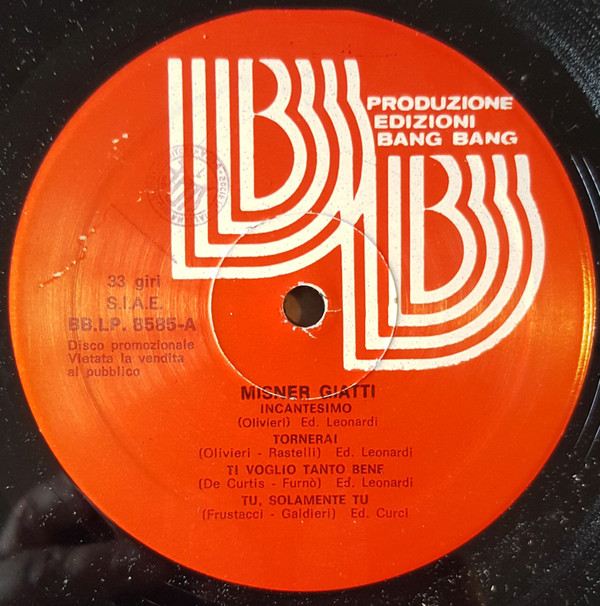 PRODUZIONE
EDIZIONI
BANG BANG
33 giri
S.I.A.E.
BB.LP. 8585-A
Disco promozionale
Vietata la vendita
al pubblico
MISNER GIATTI
INCANTESIMO
(Olivieri) Ed. Leonardi
TORNERAI
(Olivieri - Rastelli) Ed. Leonardi
TI VOGLIO TANTO BENE
(De Curtis - Furnò) Ed. Leonardi
TU, SOLAMENTE TU
(Frustacci - Galdieri) Ed. Curci